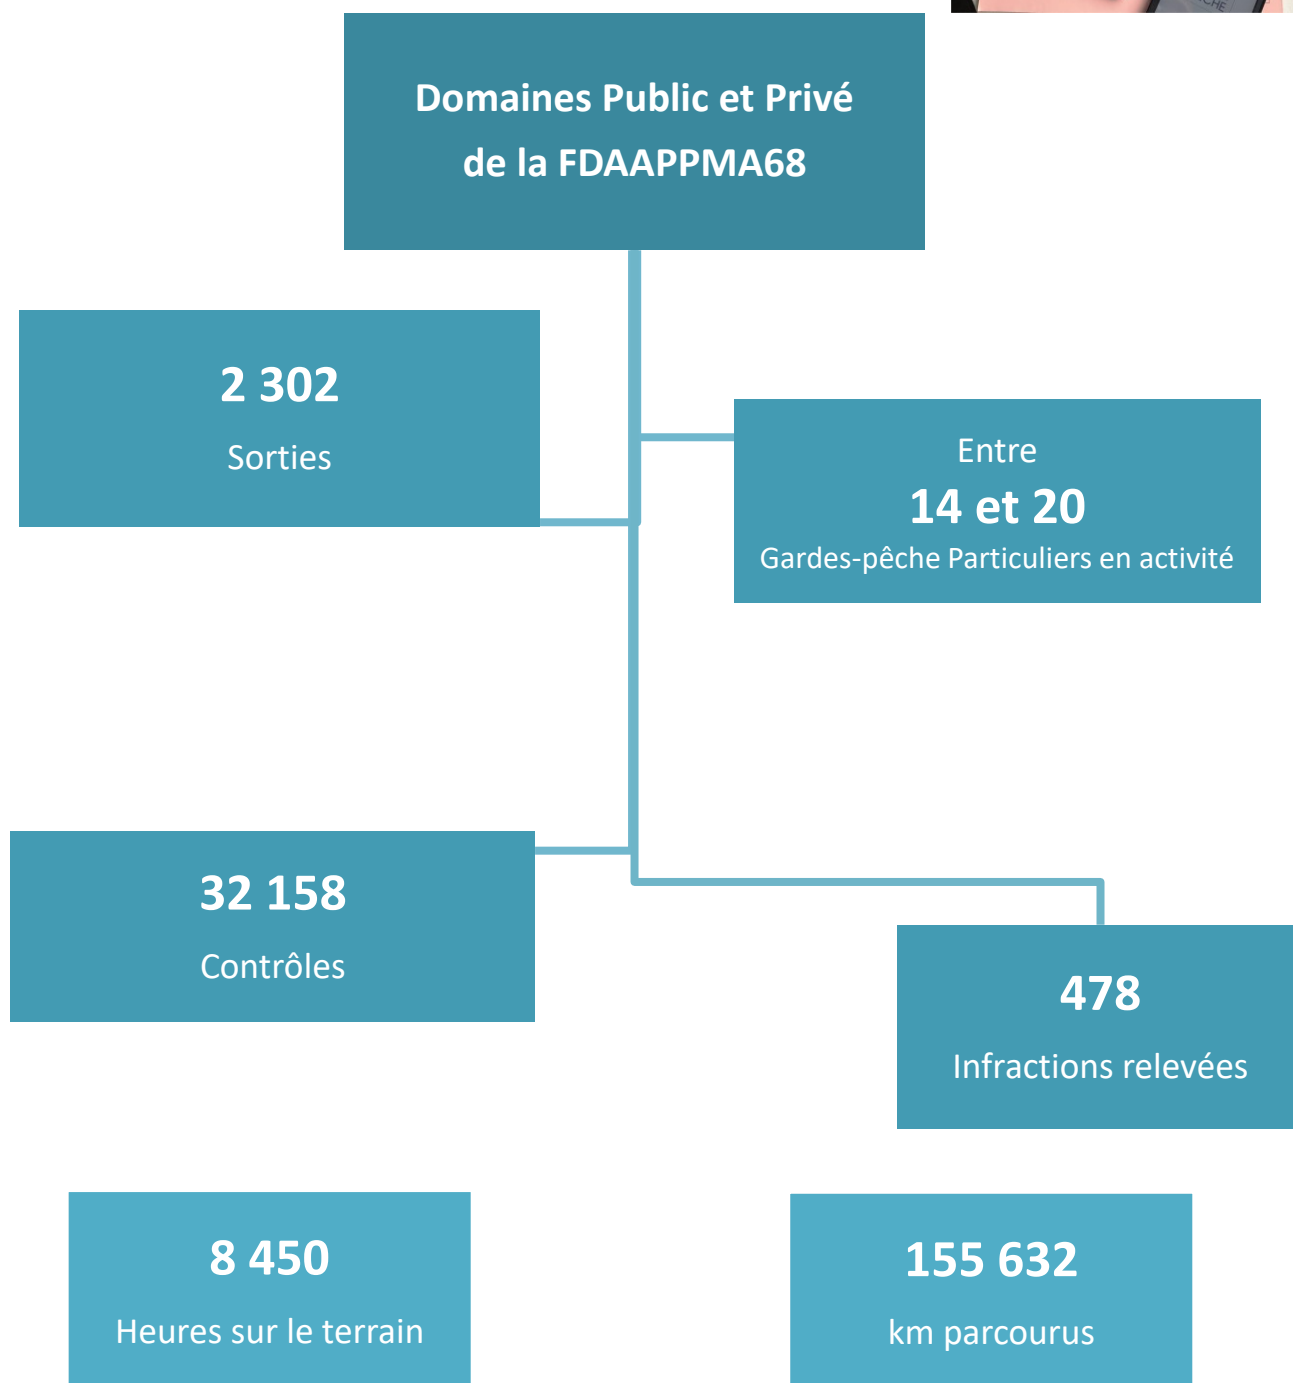 Domaines Public et Privé
de la FDAAPPMA68
2 302
Sorties
Entre
14 et 20
Gardes-pêche Particuliers en activité
32 158
Contrôles
478
Infractions relevées
8 450
Heures sur le terrain
155 632
km parcourus